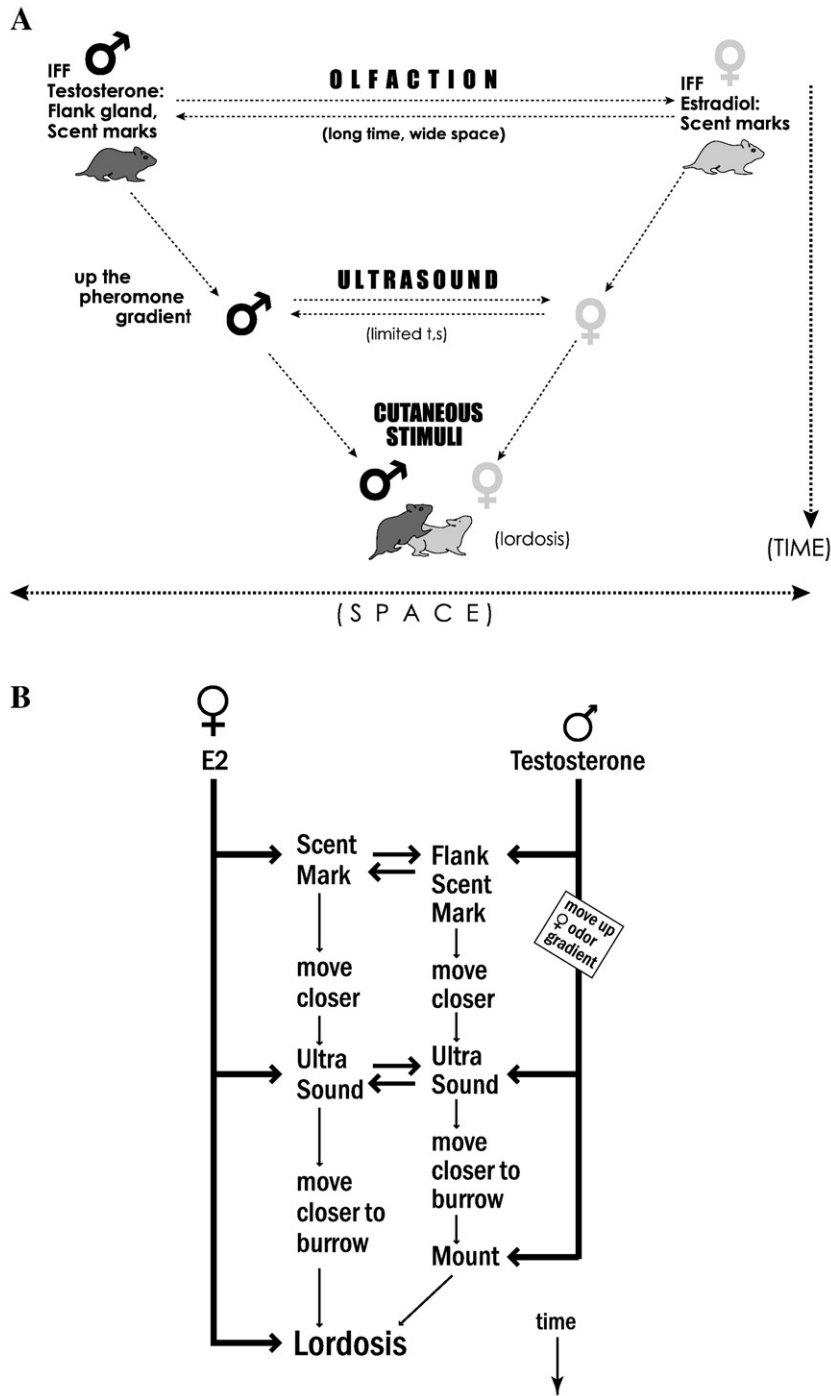 A
IFF
Testosterone:
Flank gland,
Scent marks
OLFACTION
(long time, wide space)
IFF
Estradiol:
Scent marks
up the
pheromone
gradient
ULTRASOUND
(limited t,s)
CUTANEOUS
STIMULI
(lordosis)
(TIME)
(SPACE)
B
E2
Testosterone
Scent
Mark
Flank
Scent
Mark
move up
♀ odor
gradient
move
closer
move
closer
Ultra
Sound
Ultra
Sound
move
closer to
burrow
move
closer to
burrow
Mount
Lordosis
time